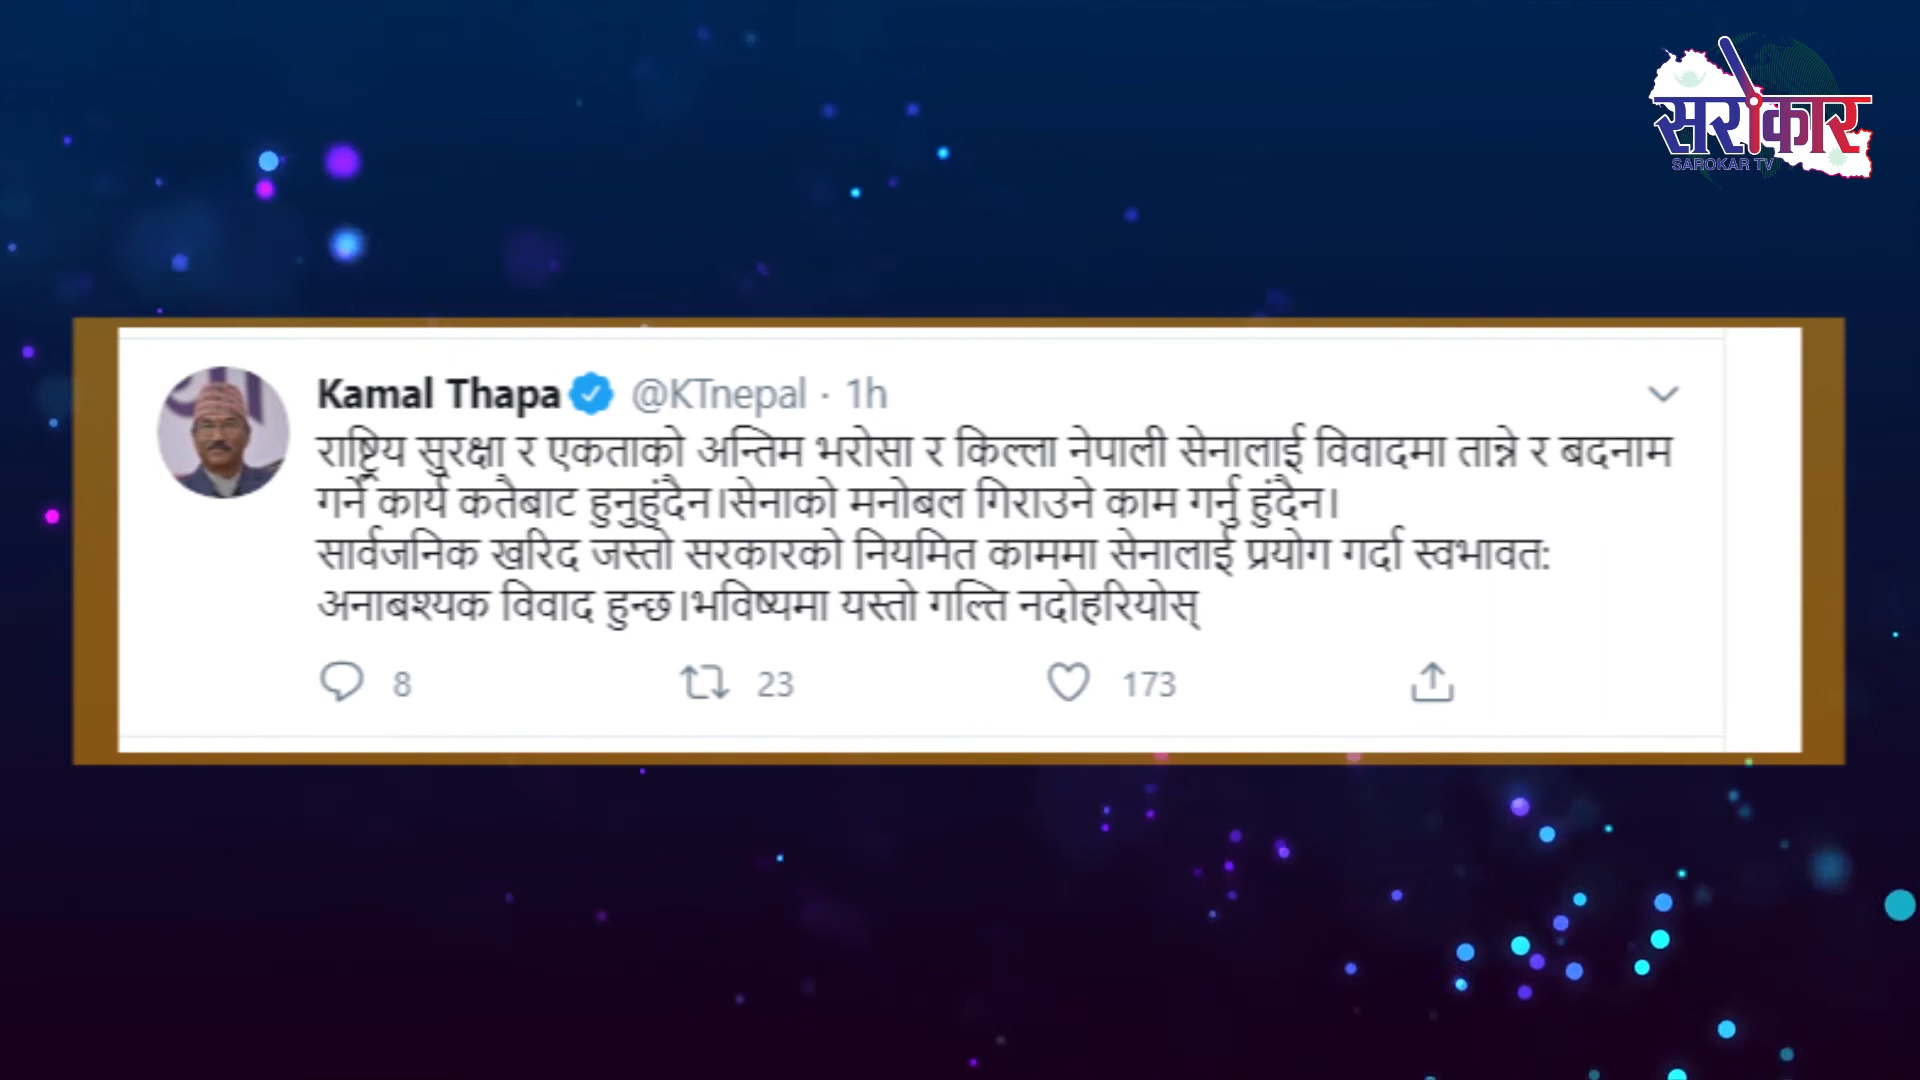 सरोकार
SAROKAR TV
Kamal Thapa @KTnepal · 1h
राष्ट्रिय सुरक्षा र एकताको अन्तिम भरोसा र किल्ला नेपाली सेनालाई विवादमा तान्ने र बदनाम
गर्ने कार्य कतैबाट हुनुहुंदैन।सेनाको मनोबल गिराउने काम गर्नु हुंदैन।
सार्वजनिक खरिद जस्तो सरकारको नियमित काममा सेनालाई प्रयोग गर्दा स्वभावत:
अनाबश्यक विवाद हुन्छ।भविष्यमा यस्तो गल्ति नदोहरियोस्
8 23 173